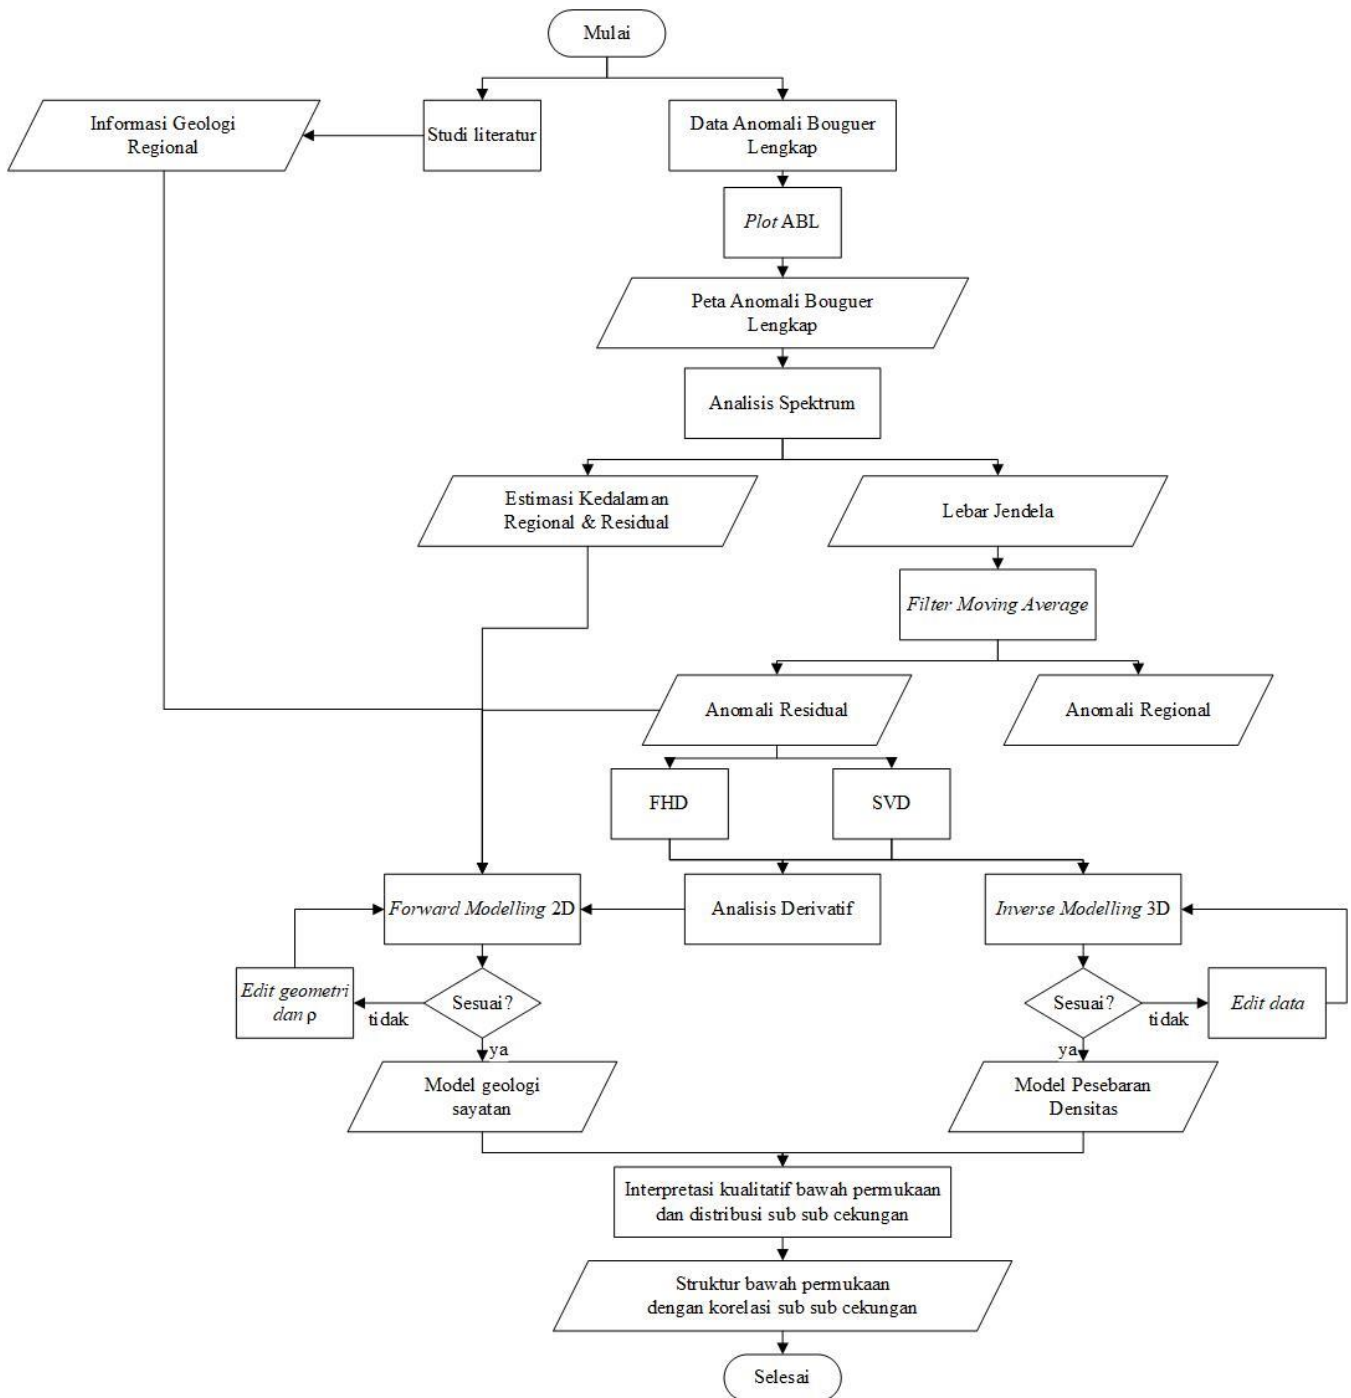 Mulai
Informasi Geologi
Regional
Studi literatur
Data Anomali Bouguer
Lengkap
Plot ABL
Peta Anomali Bouguer
Lengkap
Analisis Spektrum
Estimasi Kedalaman
Regional & Residual
Lebar Jendela
Filter Moving Average
Anomali Residual
Anomali Regional
FHD
SVD
Forward Modelling 2D
Analisis Derivatif
Inverse Modelling 3D
Edit geometri
dan ρ
tidak
Sesuai?
ya
Sesuai?
tidak
ya
Edit data
Model geologi
sayatan
Model Pesebaran
Densitas
Interpretasi kualitatif bawah permukaan
dan distribusi sub sub cekungan
Struktur bawah permukaan
dengan korelasi sub sub cekungan
Selesai